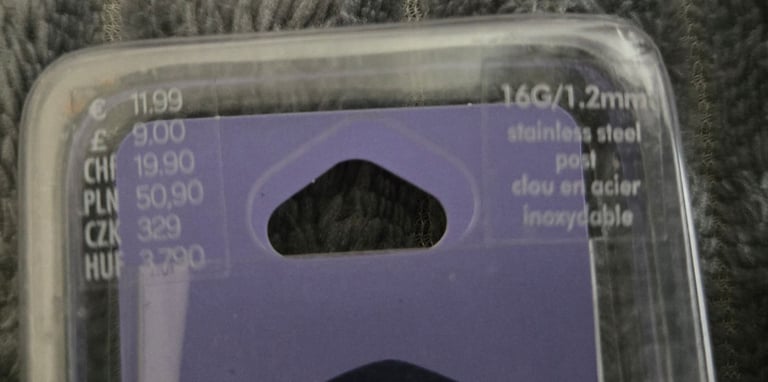 € 11.99
£ 9.00
CHF 19.90
PLN 50,90
CZK 329
HUF 3.790
16G/1.2mm
stainless steel
post
clou en acier
inoxydable